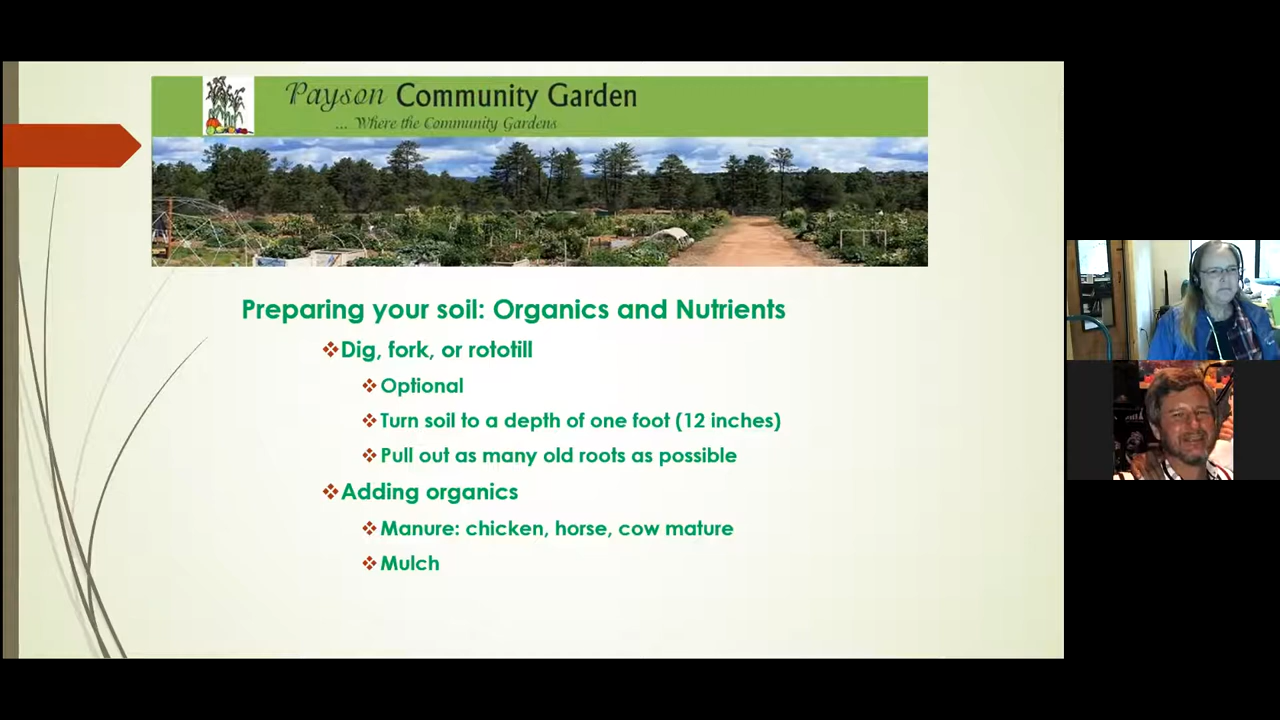 Payson Community Garden
... Where the Community Gardens
Preparing your soil: Organics and Nutrients
❖Dig, fork, or rototill
❖Optional
❖Turn soil to a depth of one foot (12 inches)
❖Pull out as many old roots as possible
❖Adding organics
❖Manure: chicken, horse, cow mature
❖Mulch